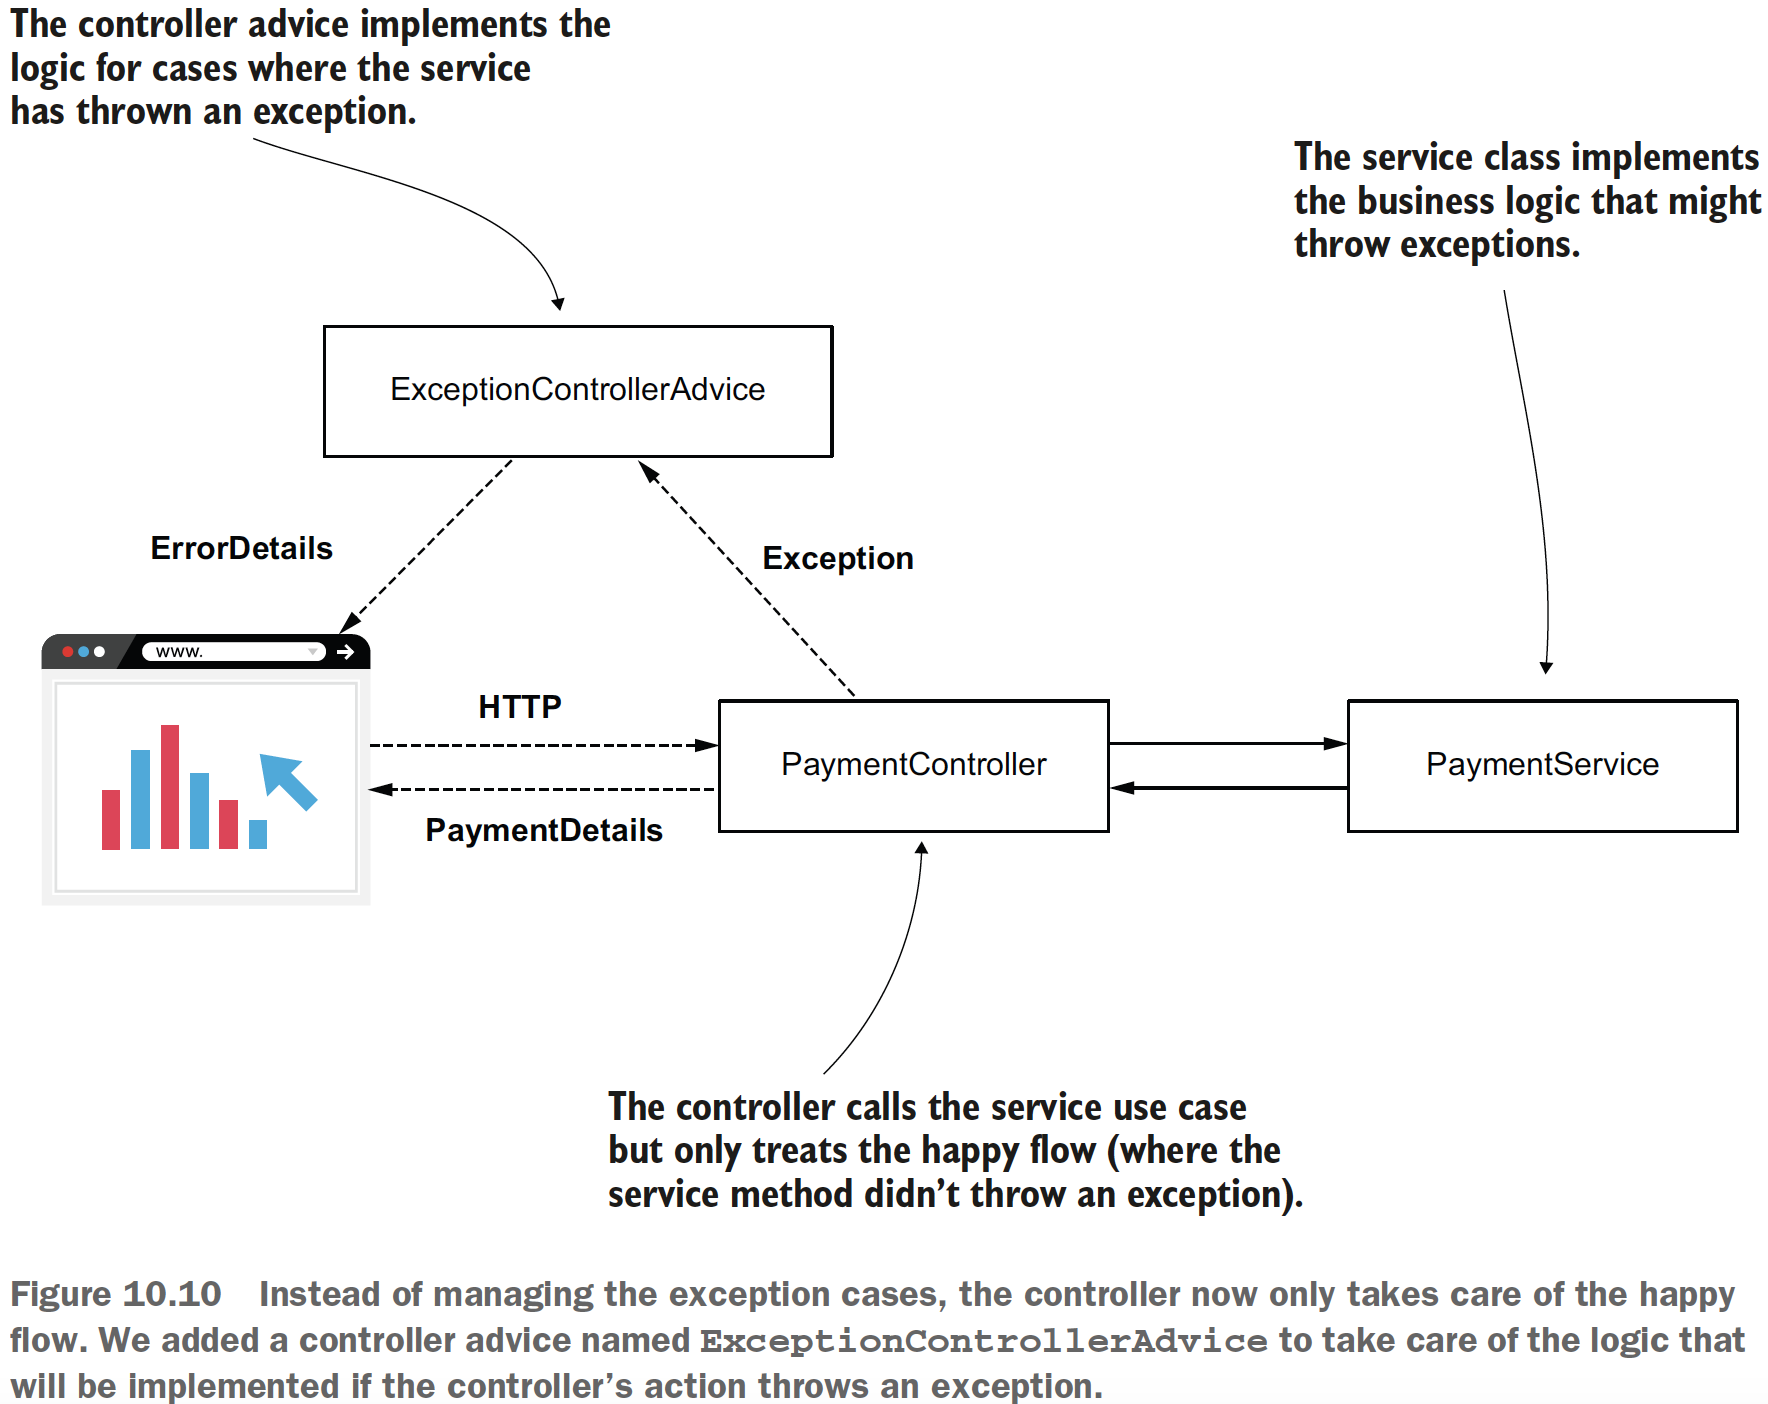 The controller advice implements the
logic for cases where the service
has thrown an exception.
The service class implements
the business logic that might
throw exceptions.
ExceptionControllerAdvice
ErrorDetails
Exception
www.
HTTP
PaymentController
PaymentService
PaymentDetails
The controller calls the service use case
but only treats the happy flow (where the
service method didn’t throw an exception).
Figure 10.10 Instead of managing the exception cases, the controller now only takes care of the happy
flow. We added a controller advice named ExceptionControllerAdvice to take care of the logic that
will be implemented if the controller’s action throws an exception.